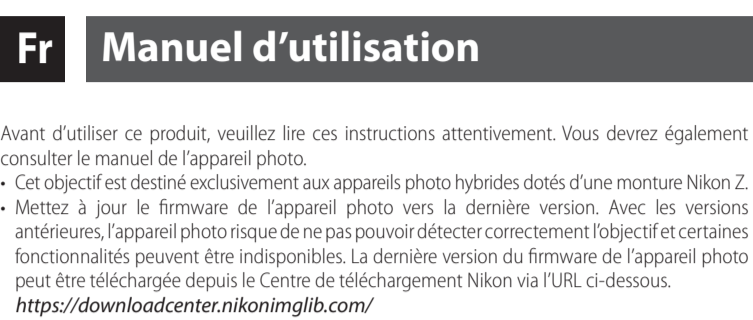 Fr Manuel d’utilisation
Avant d’utiliser ce produit, veuillez lire ces instructions attentivement. Vous devrez également
consulter le manuel de l’appareil photo.
• Cet objectif est destiné exclusivement aux appareils photo hybrides dotés d’une monture Nikon Z.
• Mettez à jour le firmware de l’appareil photo vers la dernière version. Avec les versions
antérieures, l’appareil photo risque de ne pas pouvoir détecter correctement l’objectif et certaines
fonctionnalités peuvent être indisponibles. La dernière version du firmware de l’appareil photo
peut être téléchargée depuis le Centre de téléchargement Nikon via l’URL ci-dessous.
https://downloadcenter.nikonimglib.com/